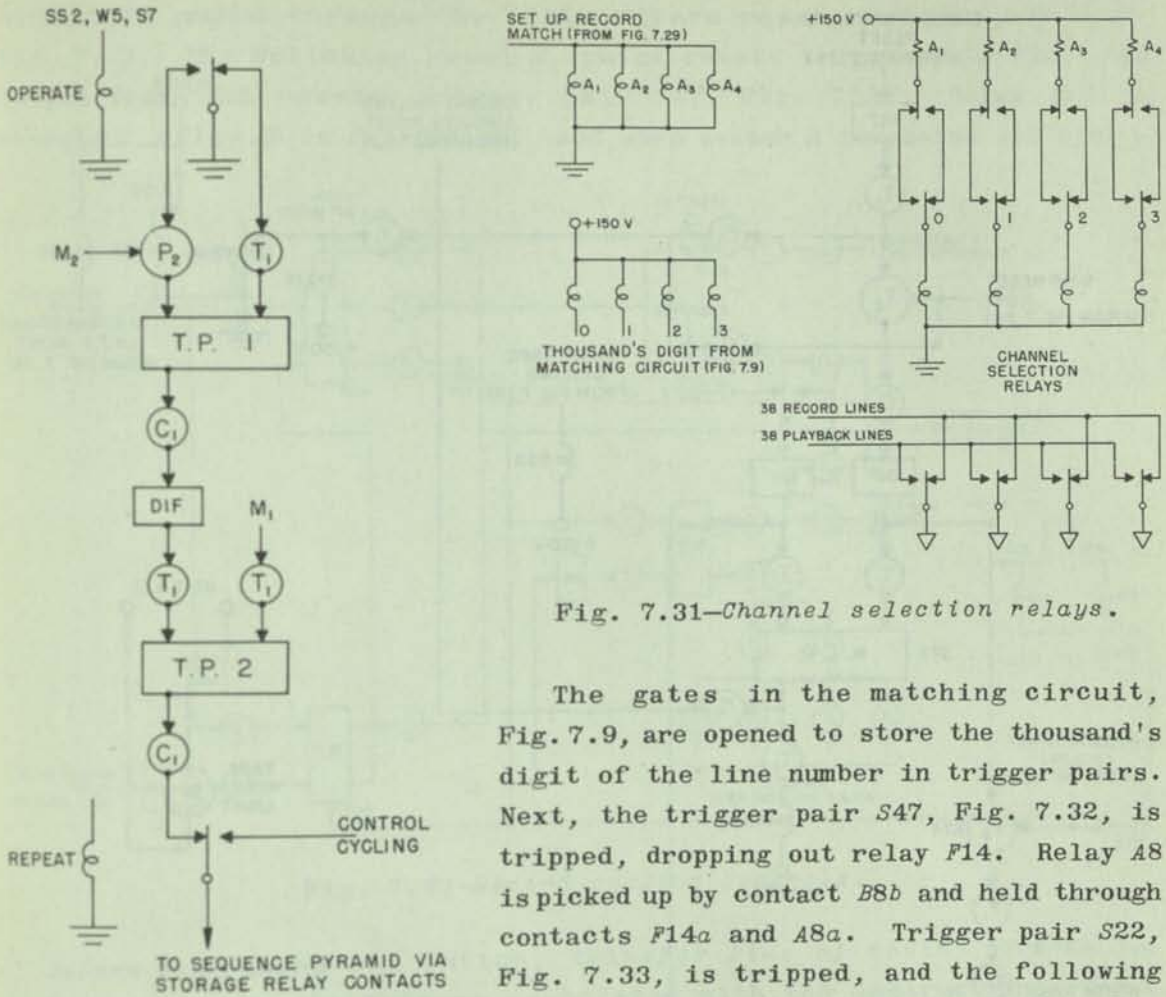 SS2, W5, S7
OPERATE
M₂
P₂
T₁
T.P. 1
C₁
DIF
M₁
T₁
T₁
T.P. 2
C₁
REPEAT
CONTROL
CYCLING
TO SEQUENCE PYRAMID VIA
STORAGE RELAY CONTACTS
SET UP RECORD
MATCH (FROM FIG. 7.29)
A₁ A₂ A₃ A₄
+150 V
0 1 2 3
THOUSAND'S DIGIT FROM
MATCHING CIRCUIT (FIG. 7.9)
+150 V
A₁ A₂ A₃ A₄
0 1 2 3
CHANNEL
SELECTION
RELAYS
38 RECORD LINES
38 PLAYBACK LINES
Fig. 7.31—Channel selection relays.
The gates in the matching circuit,
Fig. 7.9, are opened to store the thousand's
digit of the line number in trigger pairs.
Next, the trigger pair S47, Fig. 7.32, is
tripped, dropping out relay F14. Relay A8
is picked up by contact B8b and held through
contacts F14a and A8a. Trigger pair S22,
Fig. 7.33, is tripped, and the following